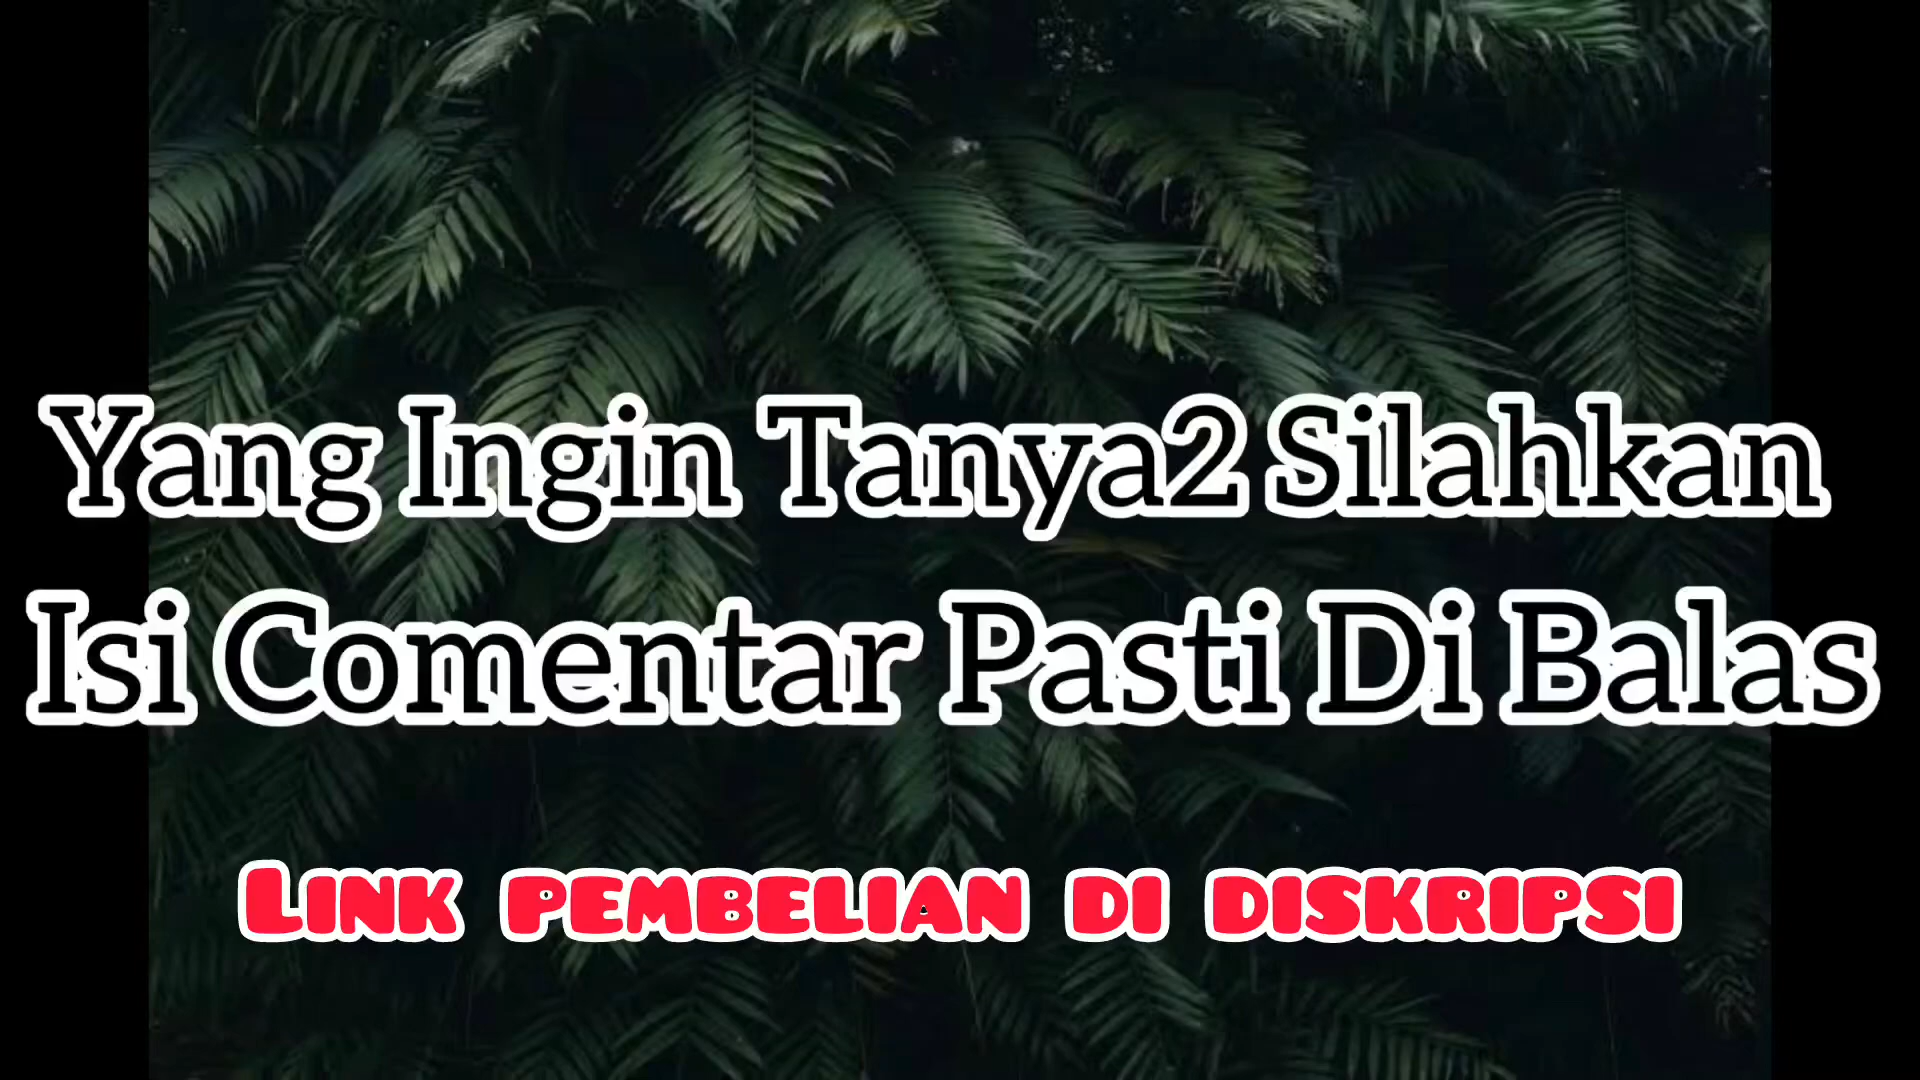 Yang Ingin Tanya2 Silahkan
Isi Comentar Pasti Di Balas
Link pembelian di diskripsi